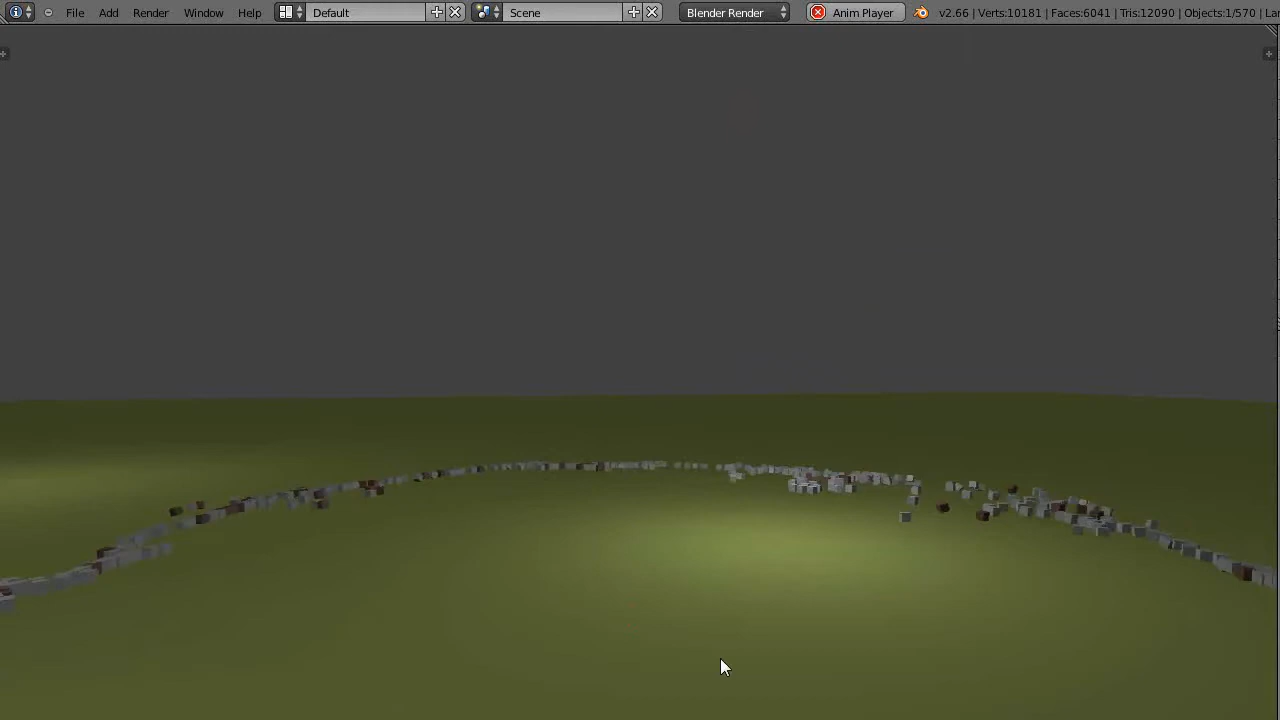 File Add Render Window Help Default Scene Blender Render Anim Player v2.66 | Verts:10181 | Faces:6041 | Tris:12090 | Objects:1/570 | Lar